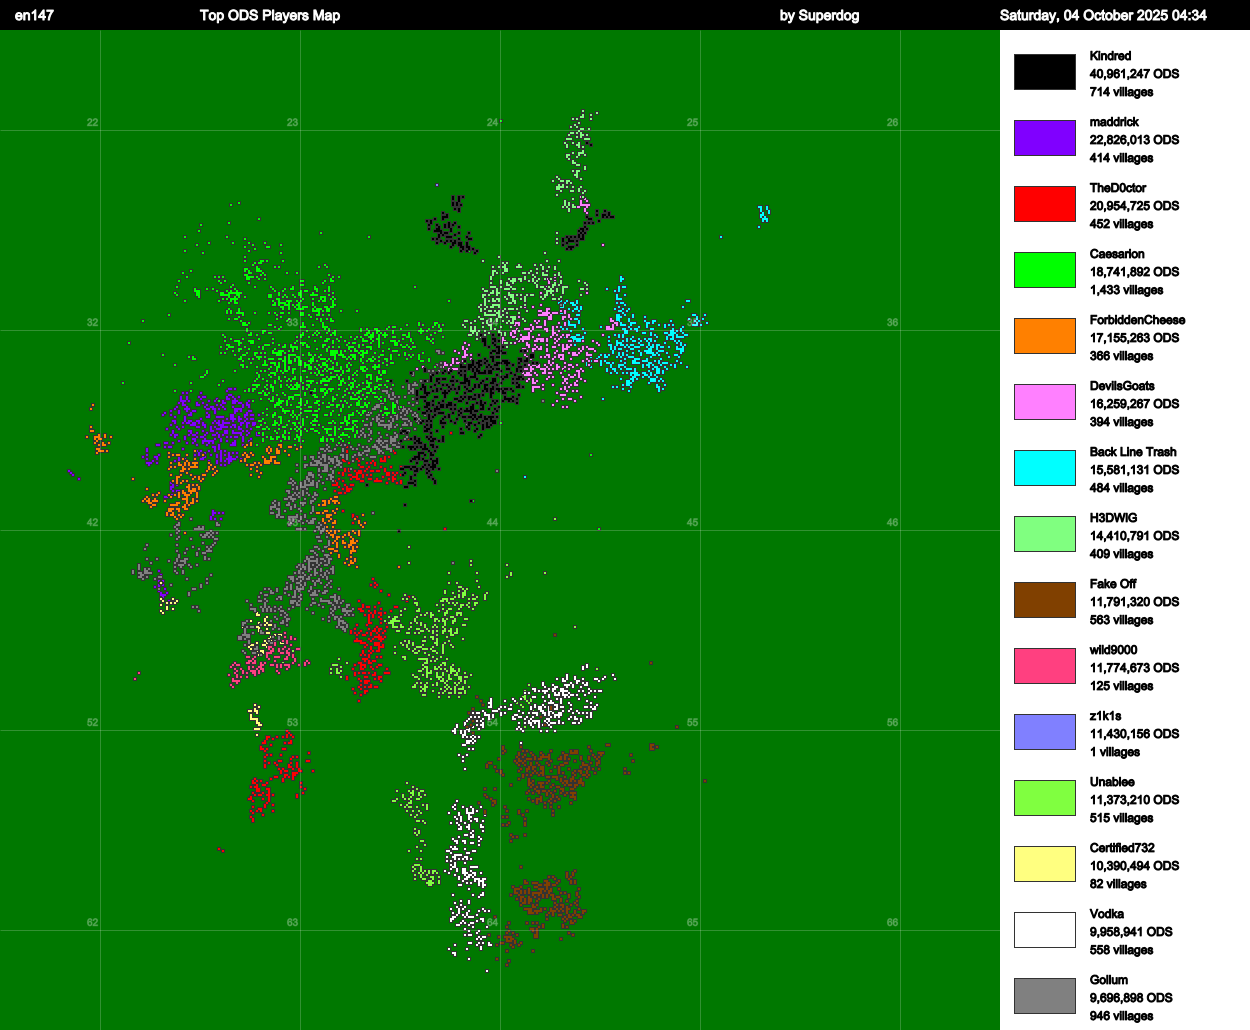 en147 Top ODS Players Map by Superdog Saturday, 04 October 2025 04:34
Kindred
40,961,247 ODS
714 villages
maddrick
22,826,013 ODS
414 villages
TheD0ctor
20,954,725 ODS
452 villages
Caesarion
18,741,892 ODS
1,433 villages
ForbiddenCheese
17,155,263 ODS
366 villages
DevilsGoats
16,259,267 ODS
394 villages
Back Line Trash
15,581,131 ODS
484 villages
H3DWIG
14,410,791 ODS
409 villages
Fake Off
11,791,320 ODS
563 villages
wild9000
11,774,673 ODS
125 villages
z1k1s
11,430,156 ODS
1 villages
Unablee
11,373,210 ODS
515 villages
Certified732
10,390,494 ODS
82 villages
Vodka
9,958,941 ODS
558 villages
Gollum
9,696,898 ODS
946 villages
22 23 24 25 26
32 33 36
42 44 45 46
52 53 54 55 56
62 63 64 65 66